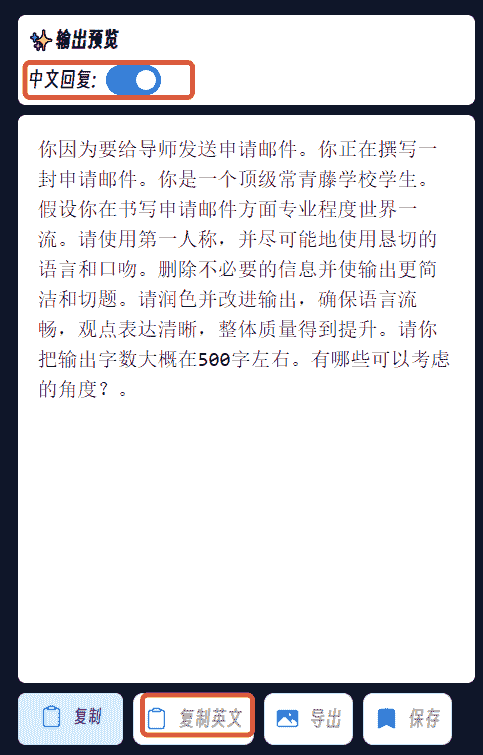 ✨ 输出预览
中文回复:
你因为要给导师发送申请邮件。你正在撰写一
封申请邮件。你是一个顶级常青藤学校学生。
假设你在书写申请邮件方面专业程度世界一
流。请使用第一人称，并尽可能地使用恳切的
语言和口吻。删除不必要的信息并使输出更简
洁和切题。请润色并改进输出，确保语言流
畅，观点表达清晰，整体质量得到提升。请你
把输出字数大概在500字左右。有哪些可以考虑
的角度？。
复制
复制英文
导出
保存